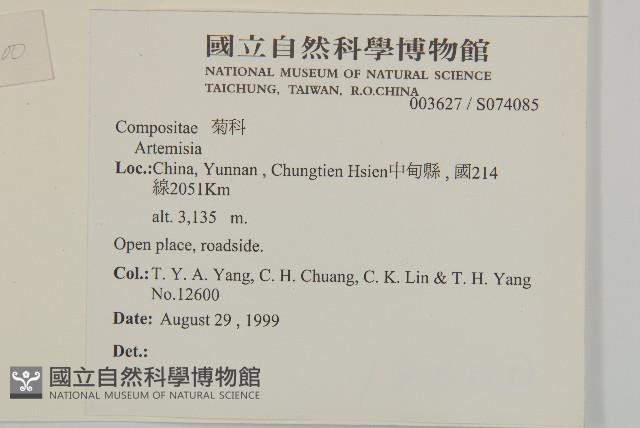 00
國立自然科學博物館
NATIONAL MUSEUM OF NATURAL SCIENCE
TAICHUNG, TAIWAN, R.O.CHINA
003627 / S074085
Compositae 菊科
Artemisia
Loc.:China, Yunnan , Chungtien Hsien中甸縣 , 國214
線2051Km
alt. 3,135 m.
Open place, roadside.
Col.: T. Y. A. Yang, C. H. Chuang, C. K. Lin & T. H. Yang
No.12600
Date: August 29 , 1999
Det.:
國立自然科學博物館
NATIONAL MUSEUM OF NATURAL SCIENCE